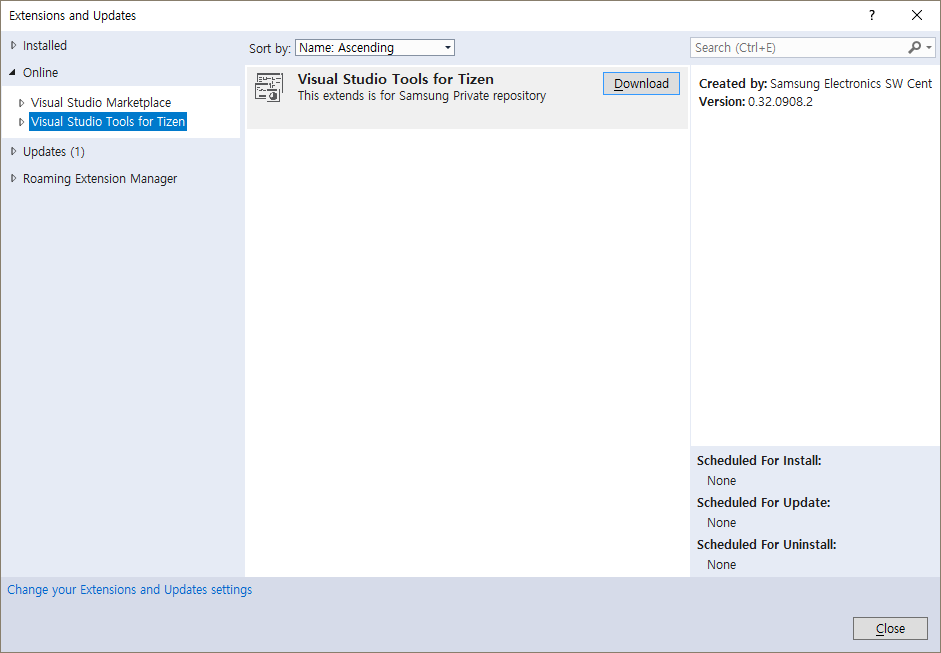 Extensions and Updates
?
Installed
Online
Visual Studio Marketplace
Visual Studio Tools for Tizen
Updates (1)
Roaming Extension Manager
Sort by: Name: Ascending
Visual Studio Tools for Tizen
This extends is for Samsung Private repository
Download
Search (Ctrl+E)
Created by: Samsung Electronics SW Cent
Version: 0.32.0908.2
Scheduled For Install:
None
Scheduled For Update:
None
Scheduled For Uninstall:
None
Change your Extensions and Updates settings
Close